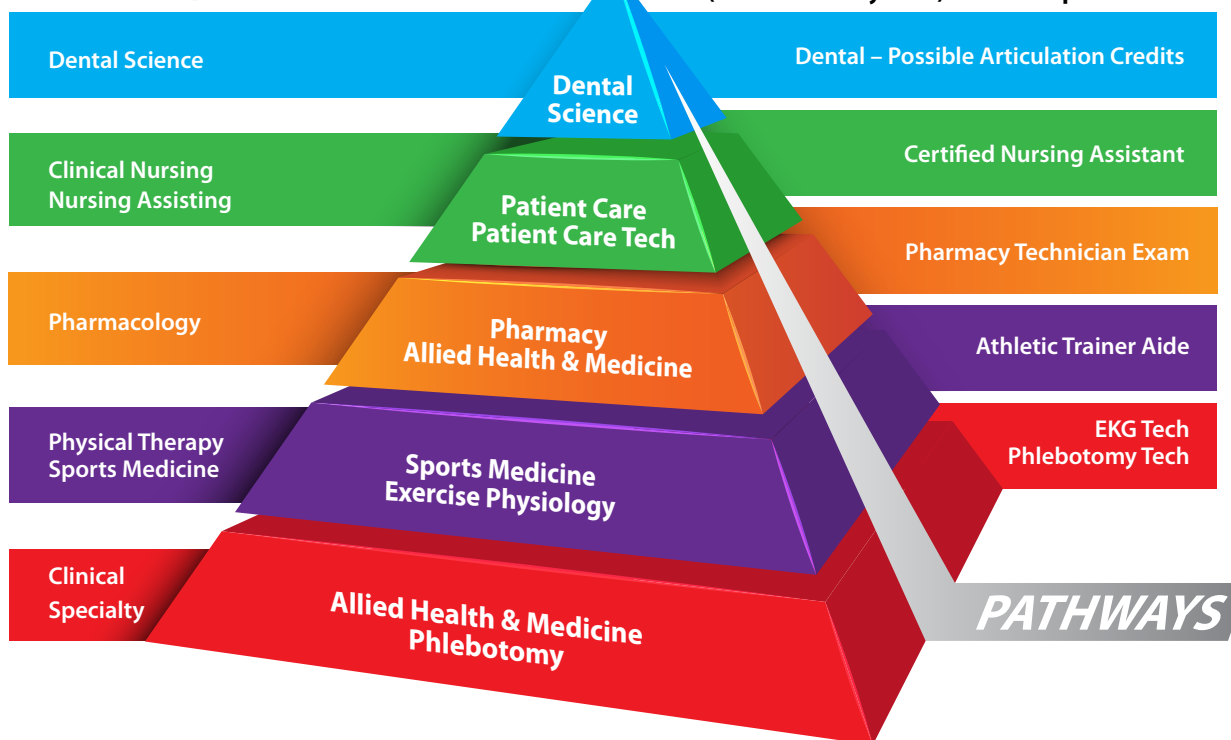 Dental Science
Dental – Possible Articulation Credits
Dental
Science
Clinical Nursing
Nursing Assisting
Certified Nursing Assistant
Patient Care
Patient Care Tech
Pharmacology
Pharmacy Technician Exam
Pharmacy
Allied Health & Medicine
Physical Therapy
Sports Medicine
Athletic Trainer Aide
Sports Medicine
Exercise Physiology
EKG Tech
Phlebotomy Tech
Clinical
Specialty
Allied Health & Medicine
Phlebotomy
PATHWAYS